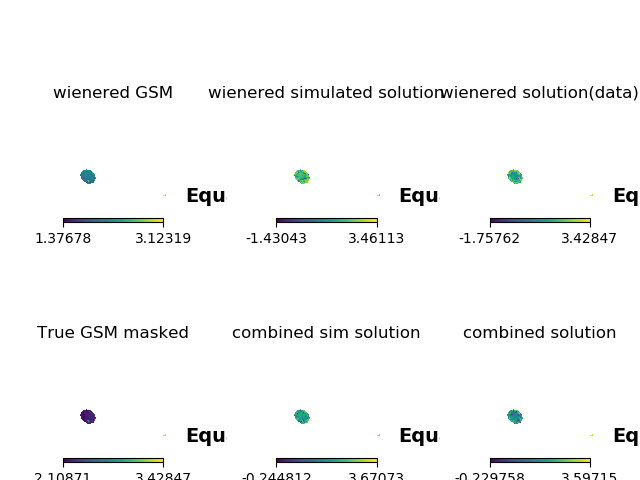 wienered GSM wienered simulated solution wienered solution(data)
Equ Equ Eq
1.37678 3.12319 -1.43043 3.46113 -1.75762 3.42847
True GSM masked combined sim solution combined solution
Equ Equ Eq
2.10871 3.42847 -0.244812 3.67073 -0.229758 3.59715